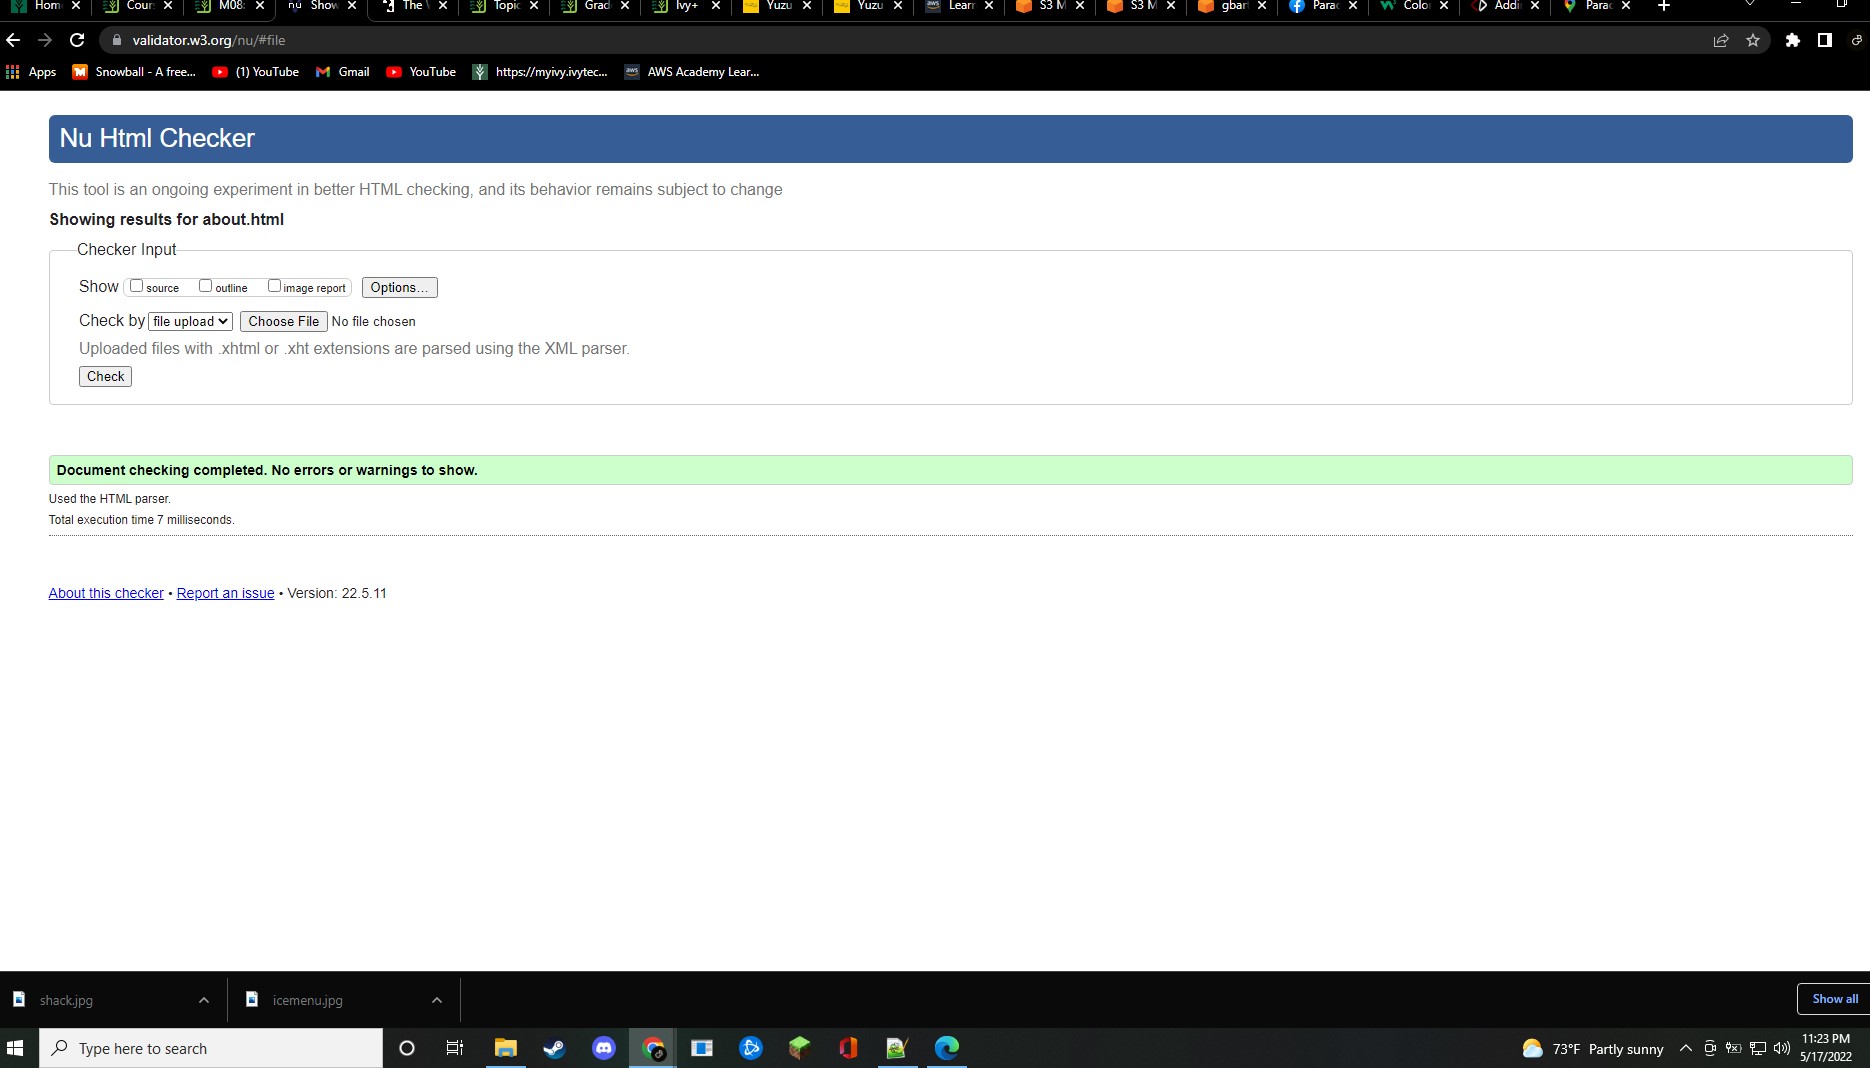 Hom Cour M08: Show The Topic Grad Ivy+ Yuzu Yuzu Learn S3 M S3 M gbar Parac Color Addi Parac
validator.w3.org/nu/#file
Apps Snowball - A free... (1) YouTube Gmail YouTube https://myivy.ivytec... AWS Academy Lear...
Nu Html Checker
This tool is an ongoing experiment in better HTML checking, and its behavior remains subject to change
Showing results for about.html
Checker Input
Show source outline image report Options...
Check by file upload Choose File No file chosen
Uploaded files with .xhtml or .xht extensions are parsed using the XML parser.
Check
Document checking completed. No errors or warnings to show.
Used the HTML parser.
Total execution time 7 milliseconds.
About this checker • Report an issue • Version: 22.5.11
shack.jpg icemenu.jpg Show all
Type here to search 73°F Partly sunny 11:23 PM
5/17/2022